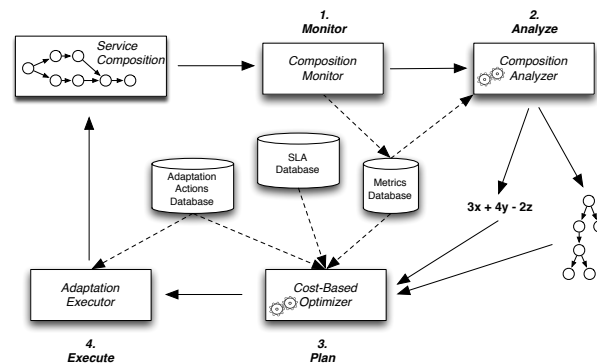 1.
Monitor
2.
Analyze
Service
Composition
Composition
Monitor
Composition
Analyzer
SLA
Database
Adaptation
Actions
Database
Metrics
Database
3x + 4y - 2z
Adaptation
Executor
Cost-Based
Optimizer
4.
Execute
3.
Plan